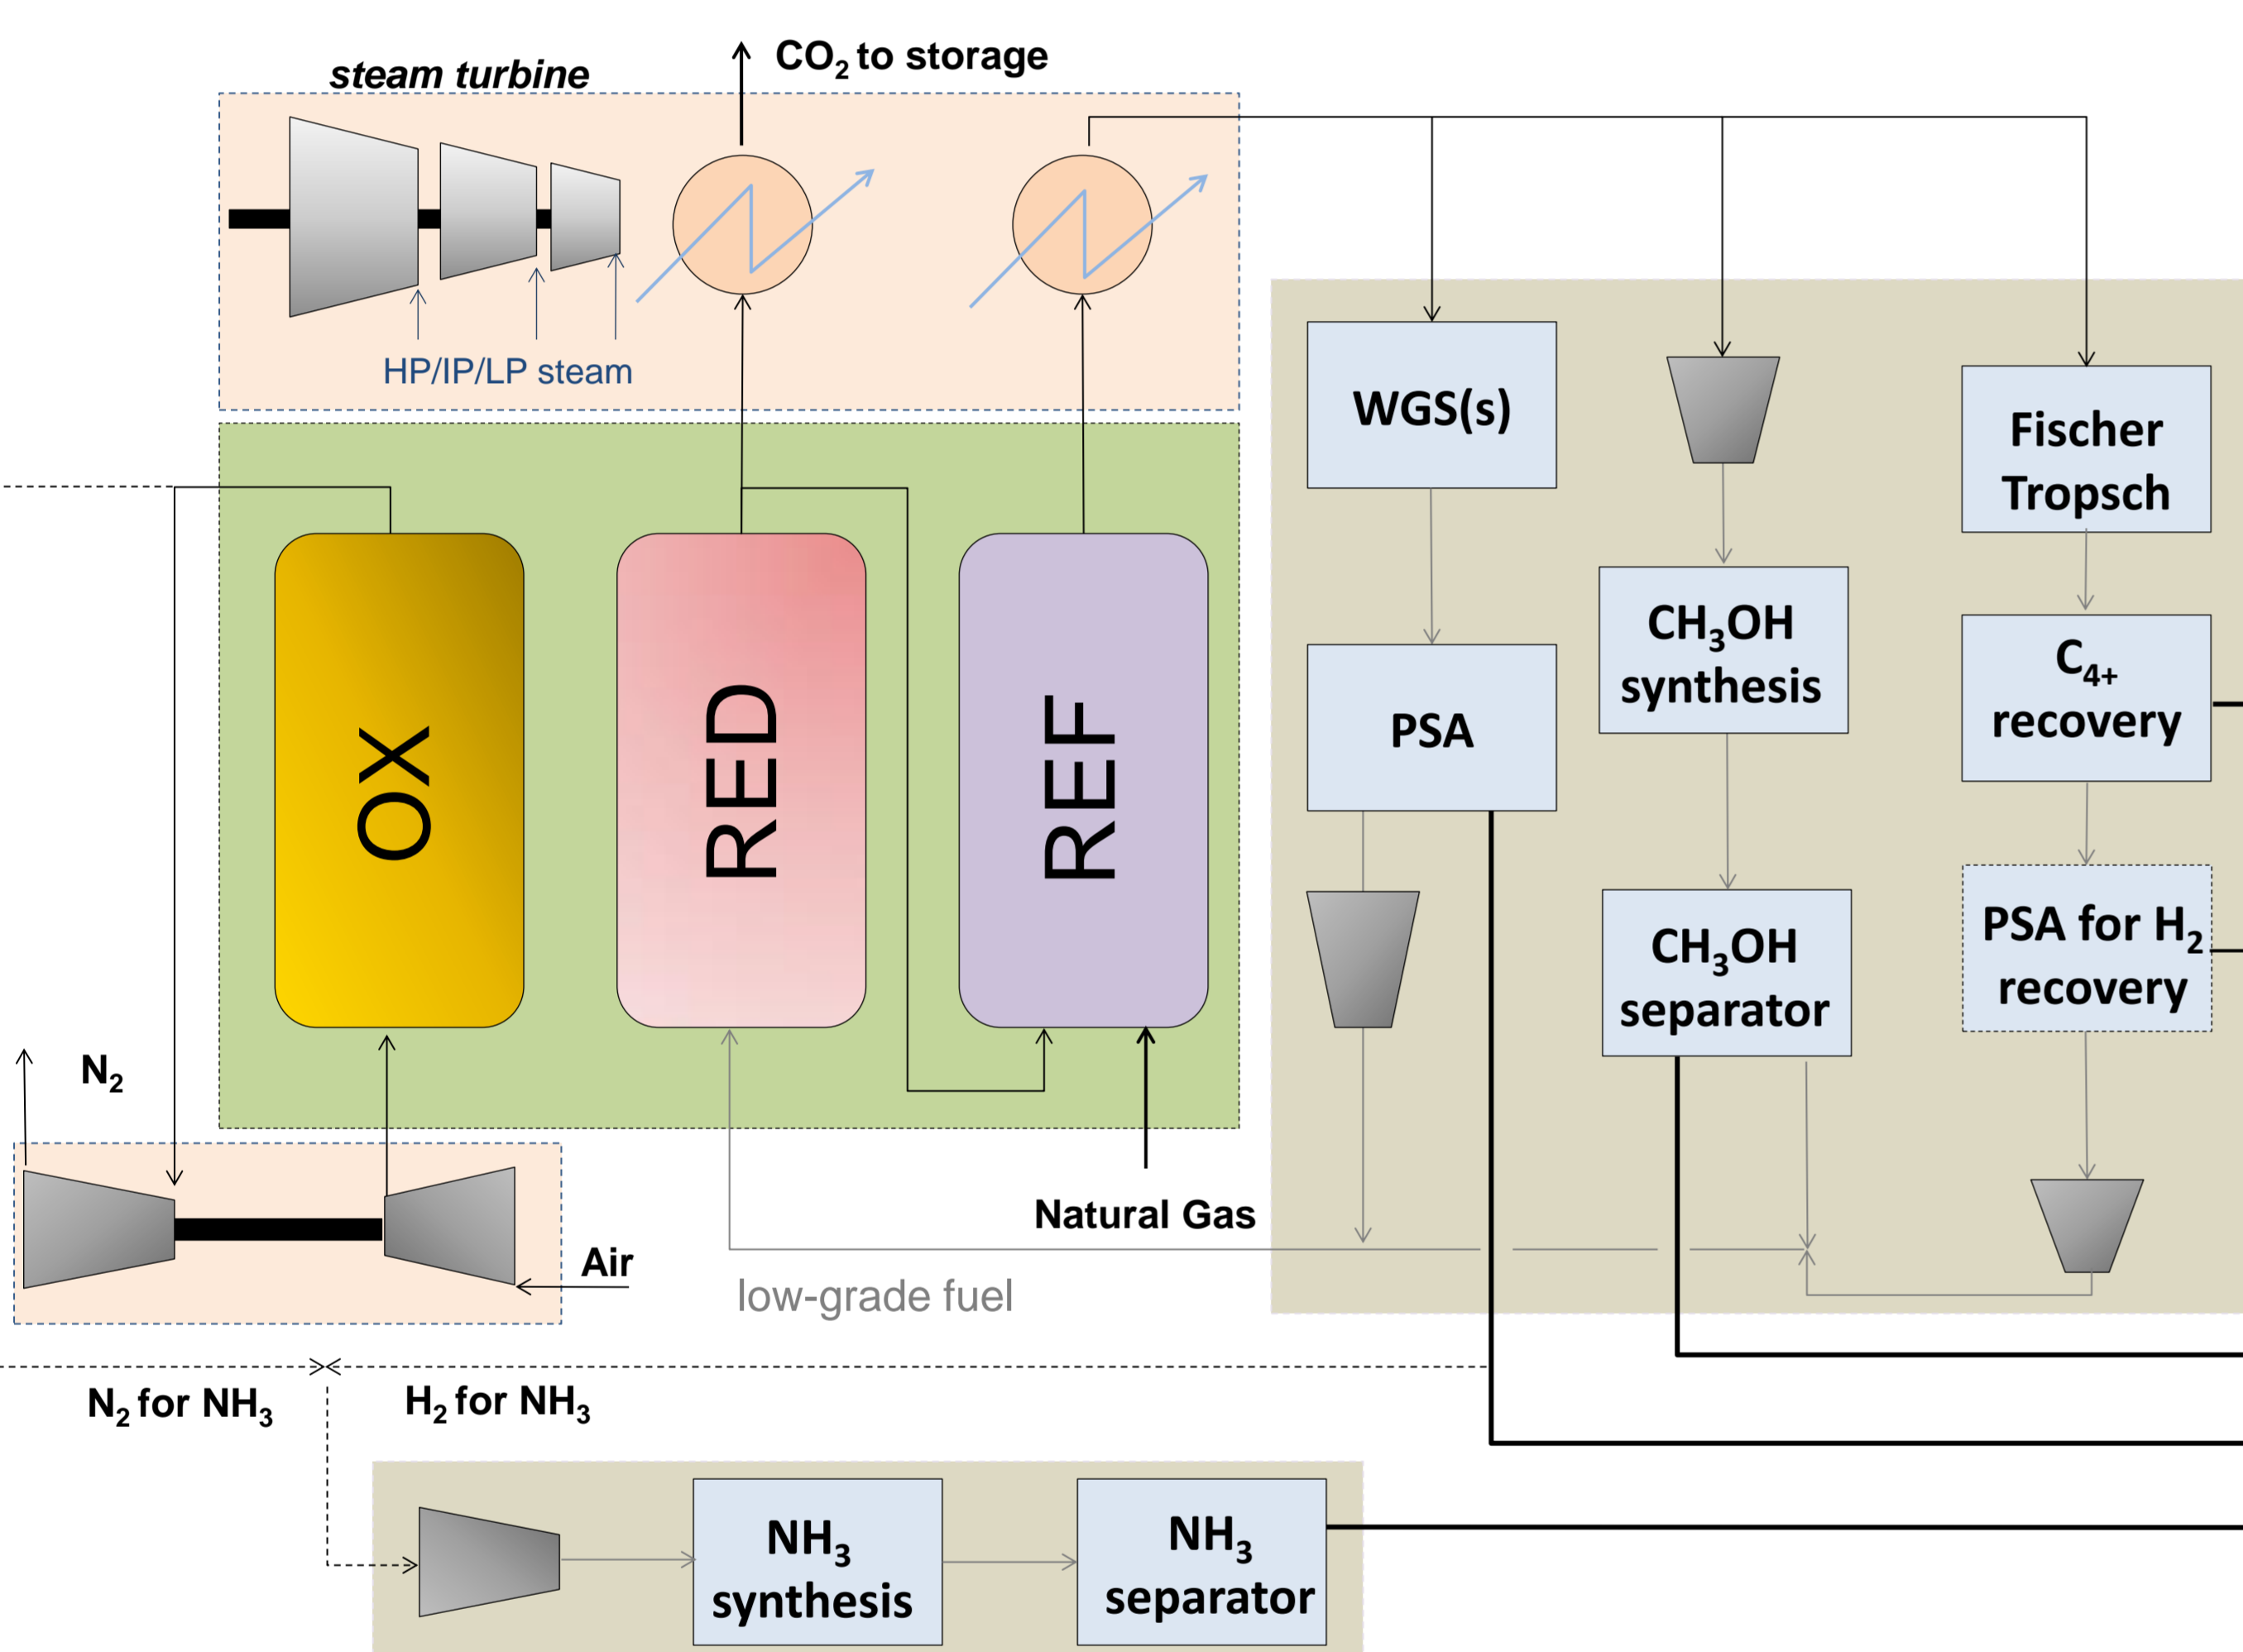 steam turbine
CO₂ to storage
HP/IP/LP steam
WGS(s)
Fischer
Tropsch
OX
RED
REF
CH₃OH
synthesis
C₄₊
recovery
PSA
CH₃OH
separator
PSA for H₂
recovery
N₂
Natural Gas
Air
low-grade fuel
N₂ for NH₃
H₂ for NH₃
NH₃
synthesis
NH₃
separator